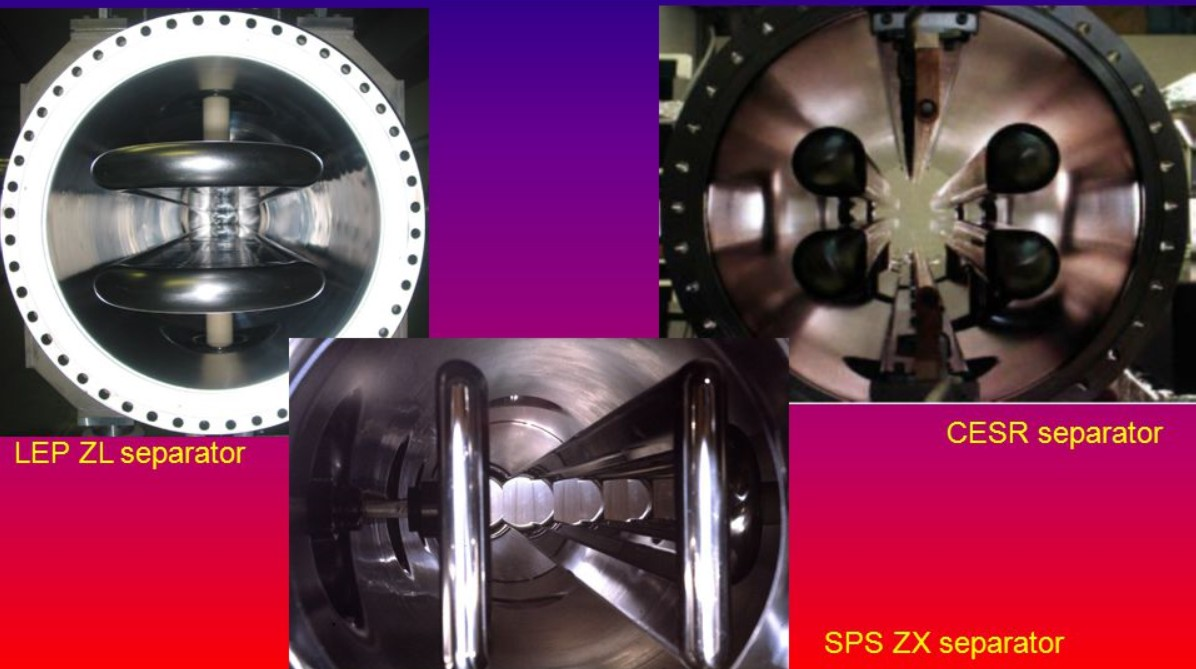 LEP ZL separator
CESR separator
SPS ZX separator